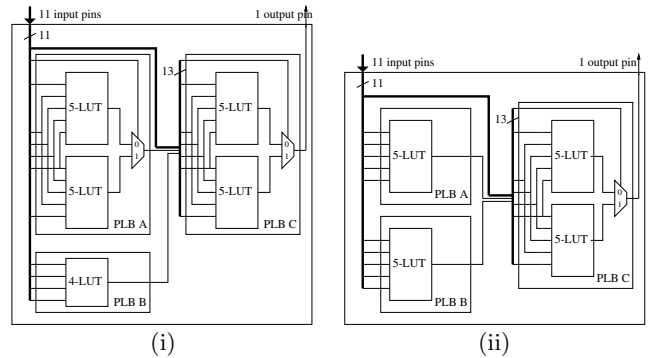 11 input pins
1 output pin
11
13
5-LUT
5-LUT
0
1
5-LUT
5-LUT
0
1
PLB A
PLB C
4-LUT
PLB B
(i)
11 input pins
1 output pin
11
13
5-LUT
5-LUT
PLB A
0
1
5-LUT
5-LUT
PLB B
PLB C
(ii)